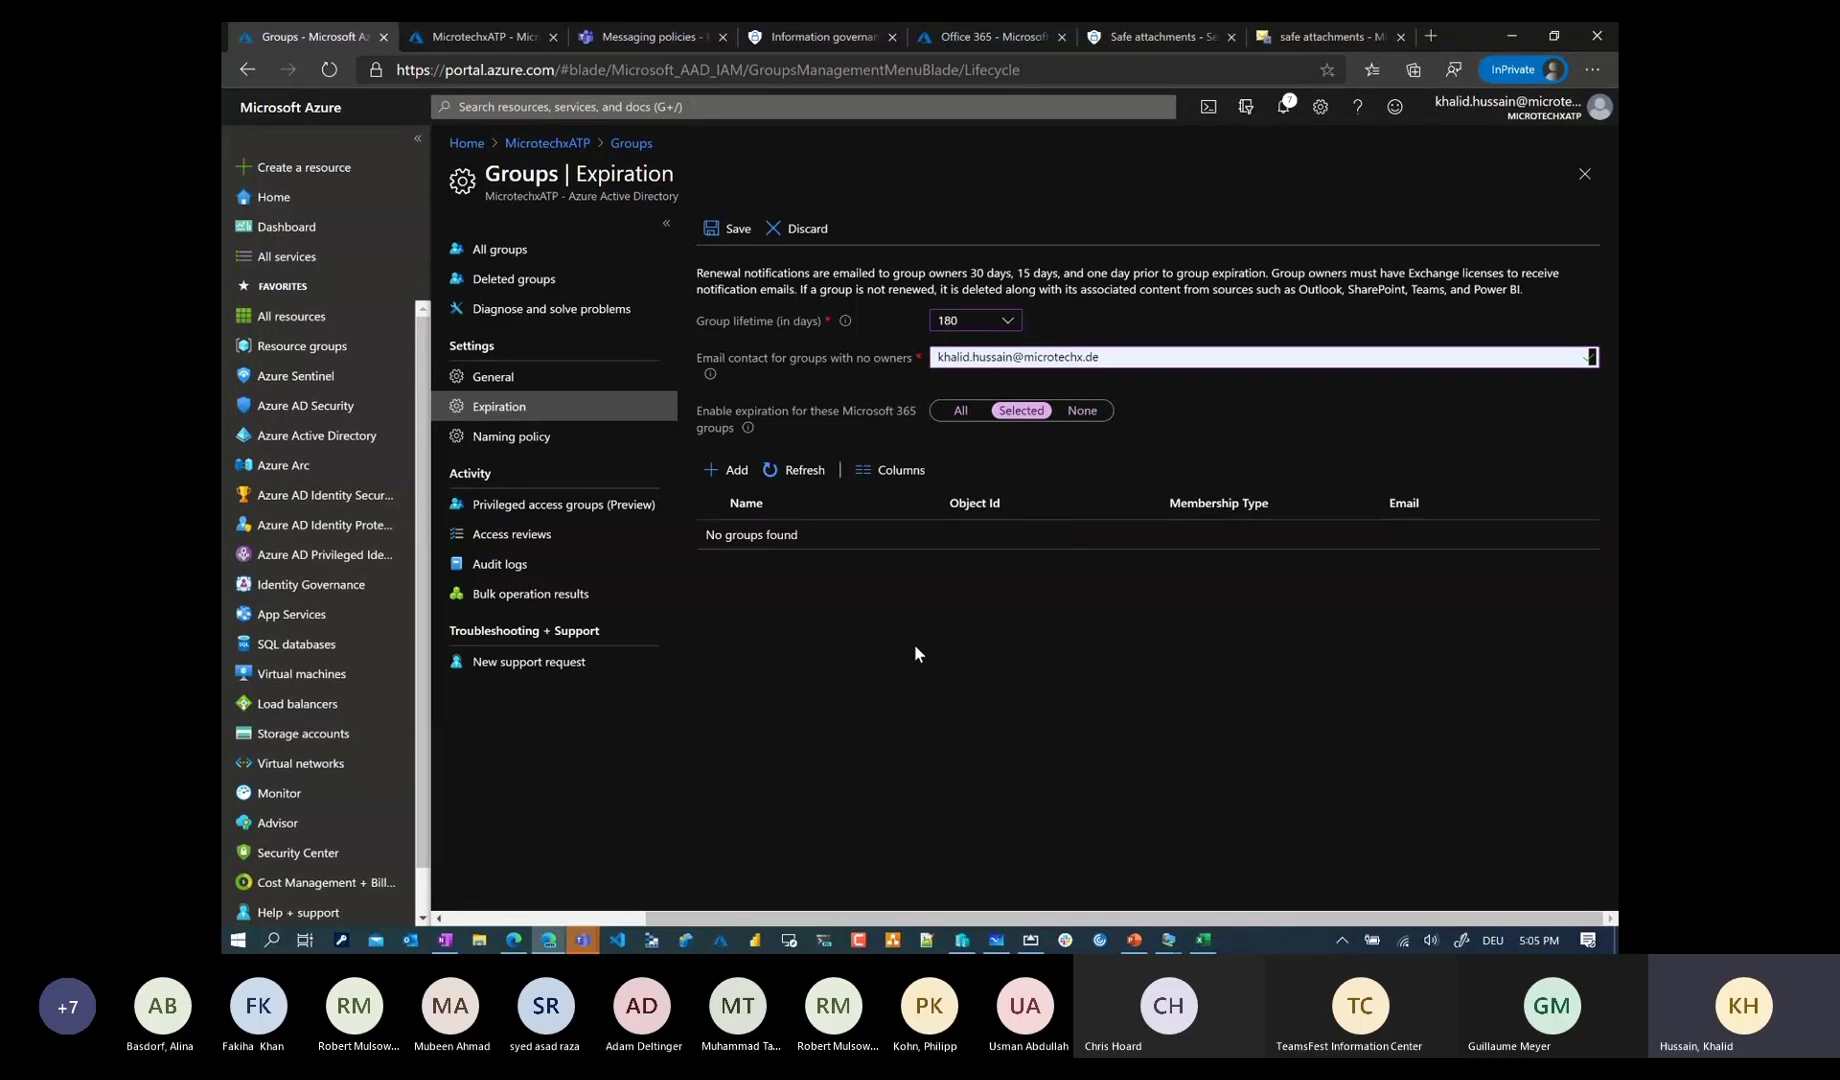 Groups - Microsoft Az
MicrotechxATP - Micr
Messaging policies -
Information governan
Office 365 - Microsof
Safe attachments - Se
safe attachments - M
https://portal.azure.com/#blade/Microsoft_AAD_IAM/GroupsManagementMenuBlade/Lifecycle
InPrivate
Microsoft Azure
Search resources, services, and docs (G+/)
7
khalid.hussain@microte...
MICROTECHXATP
Create a resource
Home
Dashboard
All services
FAVORITES
All resources
Resource groups
Azure Sentinel
Azure AD Security
Azure Active Directory
Azure Arc
Azure AD Identity Secur...
Azure AD Identity Prote...
Azure AD Privileged Ide...
Identity Governance
App Services
SQL databases
Virtual machines
Load balancers
Storage accounts
Virtual networks
Monitor
Advisor
Security Center
Cost Management + Bill...
Help + support
Home > MicrotechxATP > Groups
Groups | Expiration
MicrotechxATP - Azure Active Directory
All groups
Deleted groups
Diagnose and solve problems
Settings
General
Expiration
Naming policy
Activity
Privileged access groups (Preview)
Access reviews
Audit logs
Bulk operation results
Troubleshooting + Support
New support request
Save
Discard
Renewal notifications are emailed to group owners 30 days, 15 days, and one day prior to group expiration. Group owners must have Exchange licenses to receive
notification emails. If a group is not renewed, it is deleted along with its associated content from sources such as Outlook, SharePoint, Teams, and Power BI.
Group lifetime (in days) *
180
Email contact for groups with no owners *
khalid.hussain@microtechx.de
Enable expiration for these Microsoft 365
groups
All
Selected
None
Add
Refresh
Columns
Name
Object Id
Membership Type
Email
No groups found
DEU
5:05 PM
+7
AB
FK
RM
MA
SR
AD
MT
RM
PK
UA
CH
TC
GM
KH
Basdorf, Alina
Fakiha Khan
Robert Mulsow...
Mubeen Ahmad
syed asad raza
Adam Deltinger
Muhammad Ta...
Robert Mulsow...
Kohn, Philipp
Usman Abdullah
Chris Hoard
TeamsFest Information Center
Guillaume Meyer
Hussain, Khalid